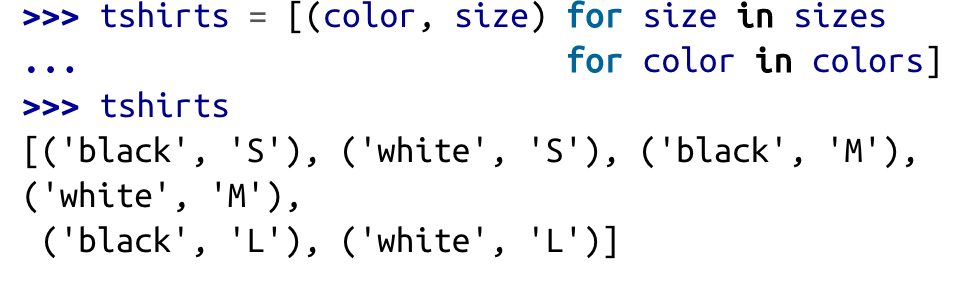 >>> tshirts = [(color, size) for size in sizes
...                          for color in colors]
>>> tshirts
[('black', 'S'), ('white', 'S'), ('black', 'M'),
('white', 'M'),
 ('black', 'L'), ('white', 'L')]